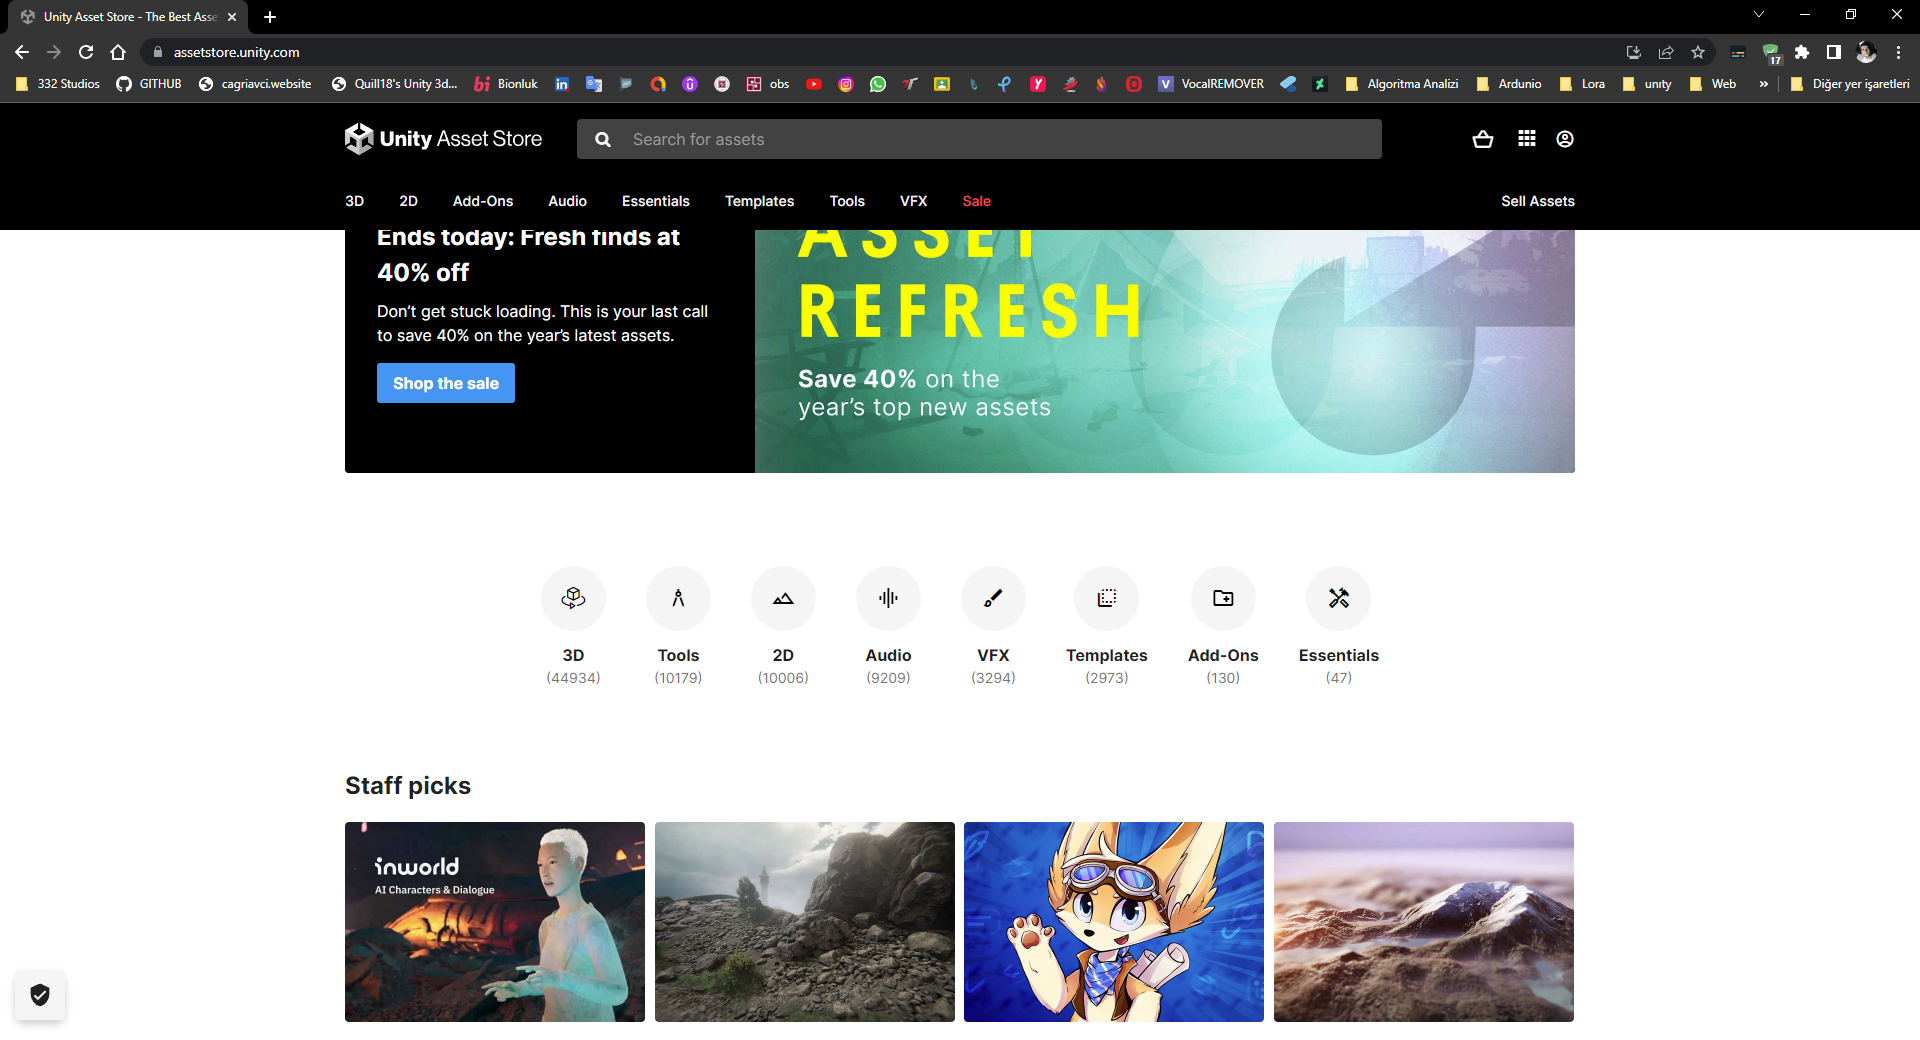 Unity Asset Store - The Best Asse
assetstore.unity.com
17
332 Studios
GITHUB
cagriavci.website
Quill18's Unity 3d...
bi
Bionluk
in
obs
VocalREMOVER
Algoritma Analizi
Ardunio
Lora
unity
Web
»
Diğer yer işaretleri
Unity Asset Store
Search for assets
3D
2D
Add-Ons
Audio
Essentials
Templates
Tools
VFX
Sale
Sell Assets
Ends today: Fresh finds at
40% off
Don’t get stuck loading. This is your last call
to save 40% on the year’s latest assets.
Shop the sale
ASSET
REFRESH
Save 40% on the
year’s top new assets
3D
(44934)
Tools
(10179)
2D
(10006)
Audio
(9209)
VFX
(3294)
Templates
(2973)
Add-Ons
(130)
Essentials
(47)
Staff picks
inworld
AI Characters & Dialogue